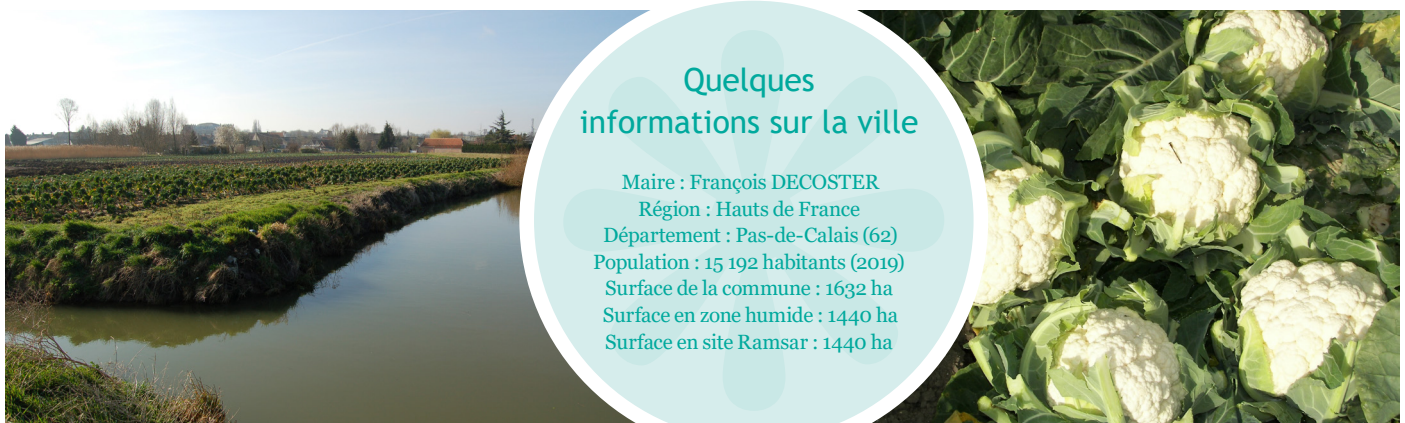 Quelques
informations sur la ville
Maire : François DECOSTER
Région : Hauts de France
Département : Pas-de-Calais (62)
Population : 15 192 habitants (2019)
Surface de la commune : 1632 ha
Surface en zone humide : 1440 ha
Surface en site Ramsar : 1440 ha